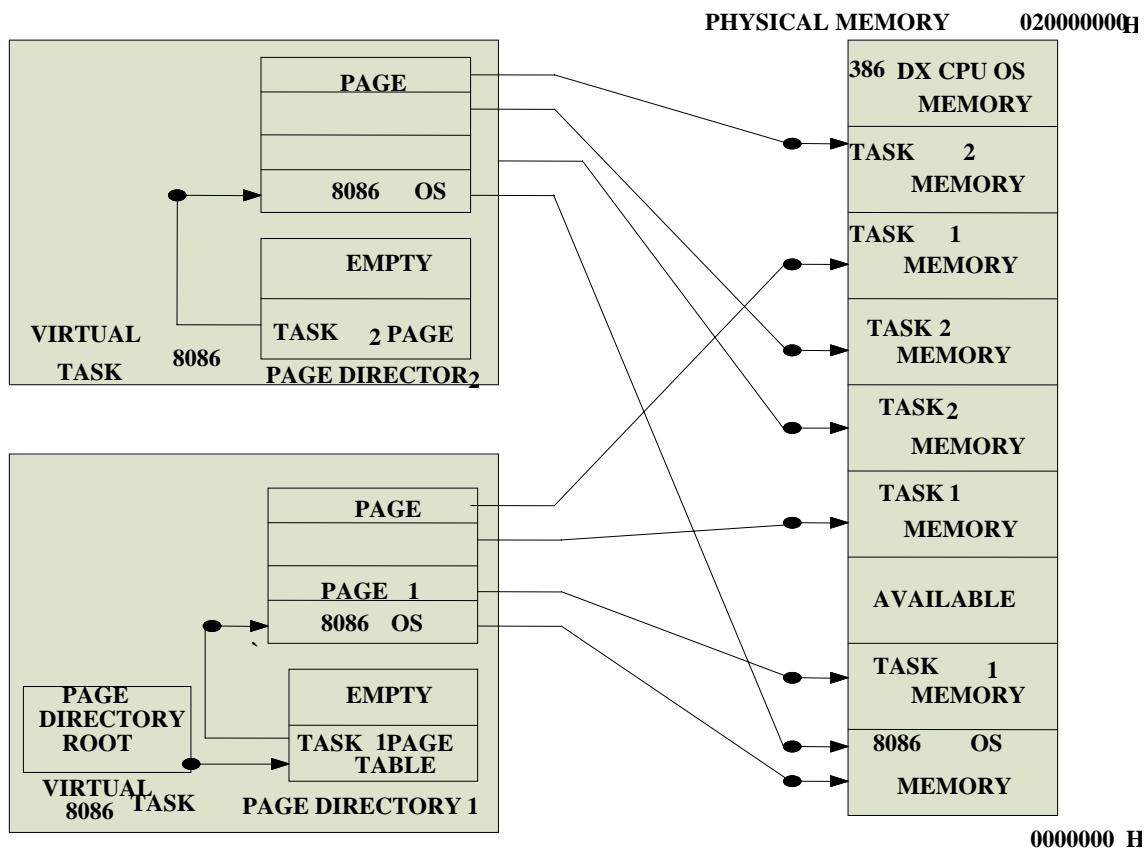 PHYSICAL MEMORY 020000000H
386 DX CPU OS
MEMORY
TASK 2
MEMORY
TASK 1
MEMORY
TASK 2
MEMORY
TASK 2
MEMORY
TASK 1
MEMORY
AVAILABLE
TASK 1
MEMORY
8086 OS
MEMORY
0000000 H
PAGE
8086 OS
EMPTY
TASK 2 PAGE
PAGE DIRECTOR2
VIRTUAL
8086
TASK
PAGE
PAGE 1
8086 OS
`
EMPTY
TASK 1PAGE
TABLE
PAGE DIRECTORY 1
PAGE
DIRECTORY
ROOT
VIRTUAL
8086 TASK